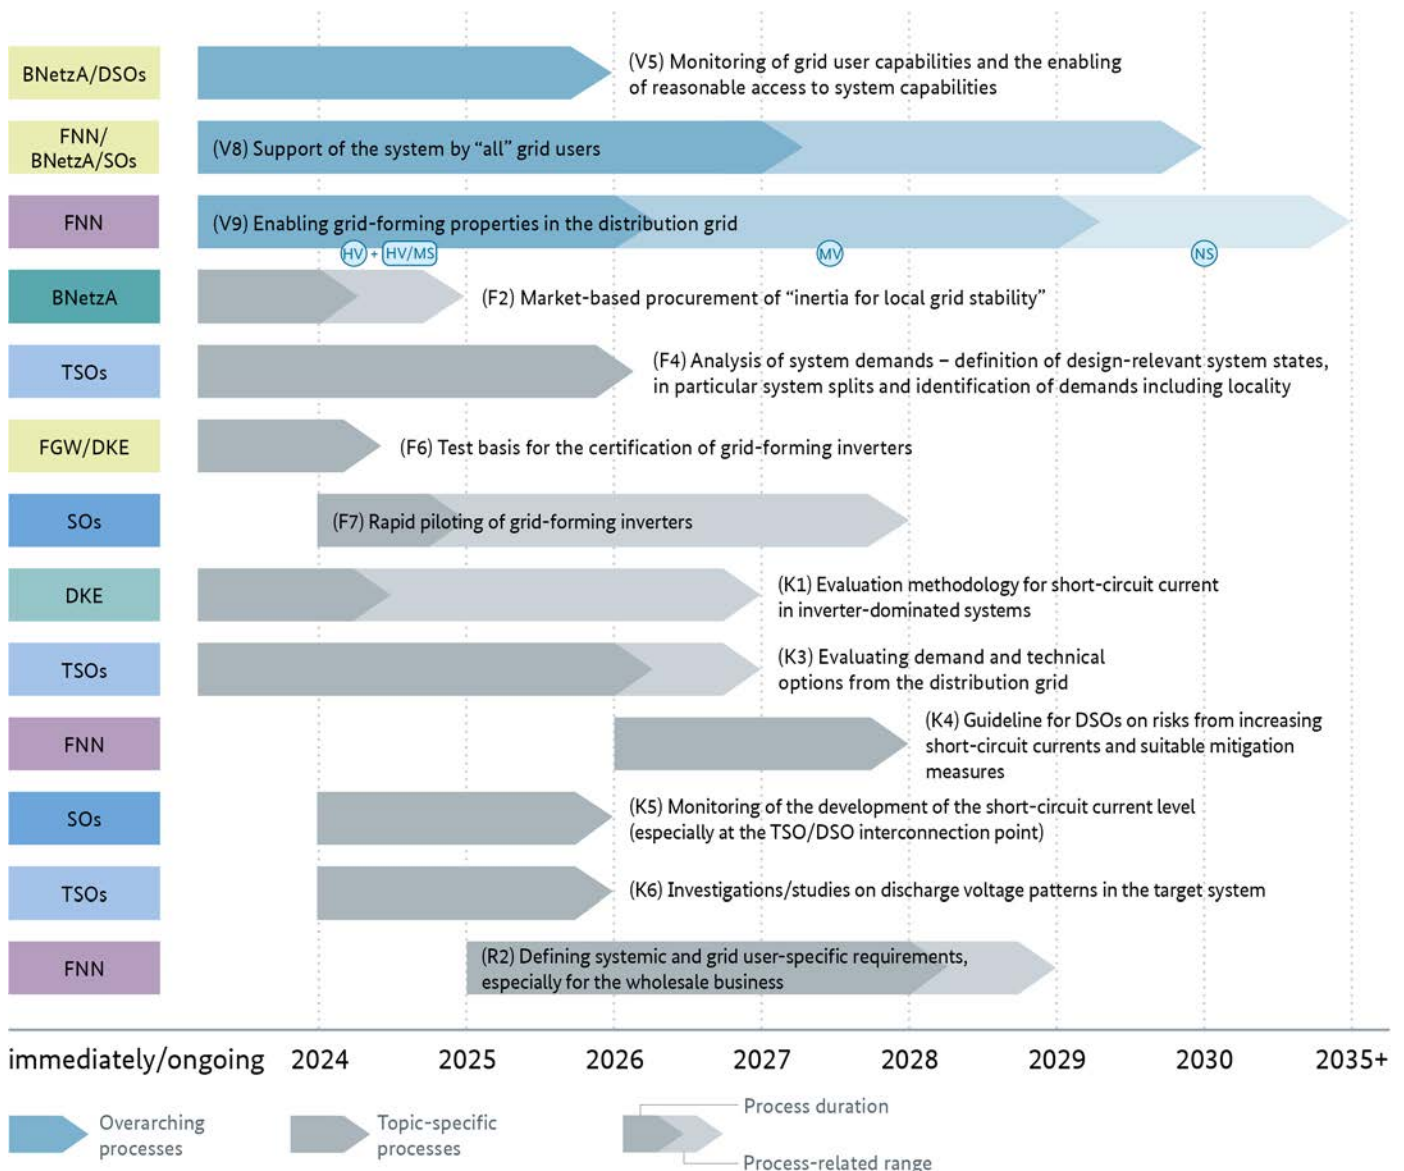 BNetzA/DSOs
(V5) Monitoring of grid user capabilities and the enabling
of reasonable access to system capabilities
FNN/
BNetzA/SOs
(V8) Support of the system by “all” grid users
FNN
(V9) Enabling grid-forming properties in the distribution grid
HV + HV/MS
MV
NS
BNetzA
(F2) Market-based procurement of “inertia for local grid stability”
TSOs
(F4) Analysis of system demands – definition of design-relevant system states,
in particular system splits and identification of demands including locality
FGW/DKE
(F6) Test basis for the certification of grid-forming inverters
SOs
(F7) Rapid piloting of grid-forming inverters
DKE
(K1) Evaluation methodology for short-circuit current
in inverter-dominated systems
TSOs
(K3) Evaluating demand and technical
options from the distribution grid
FNN
(K4) Guideline for DSOs on risks from increasing
short-circuit currents and suitable mitigation
measures
SOs
(K5) Monitoring of the development of the short-circuit current level
(especially at the TSO/DSO interconnection point)
TSOs
(K6) Investigations/studies on discharge voltage patterns in the target system
FNN
(R2) Defining systemic and grid user-specific requirements,
especially for the wholesale business
immediately/ongoing 2024 2025 2026 2027 2028 2029 2030 2035+
Overarching
processes
Topic-specific
processes
Process duration
Process-related range